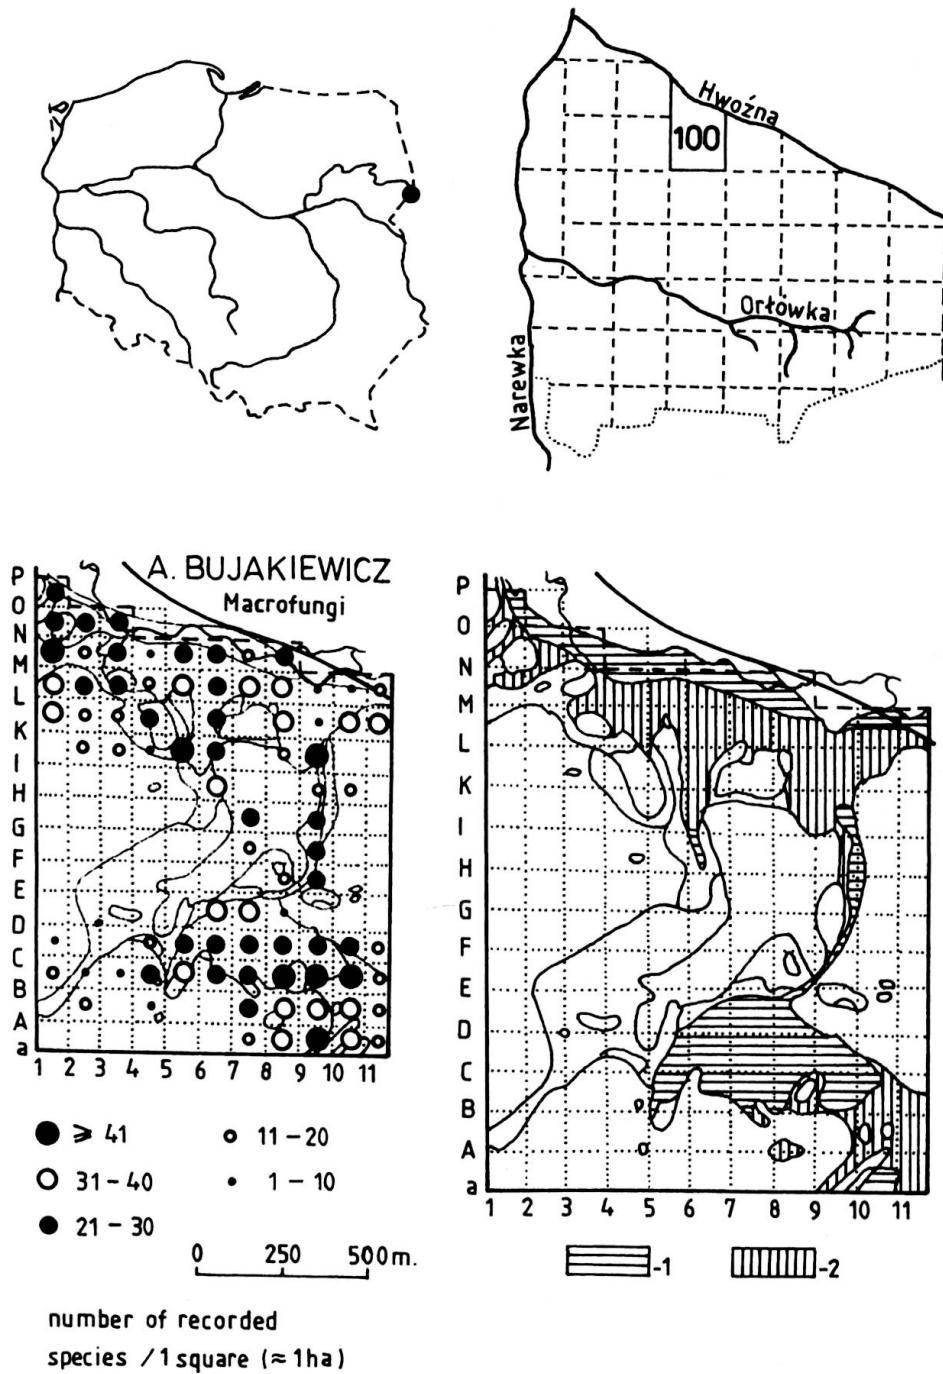 Hwoźna
100
Orłówka
Narewka
A. BUJAKIEWICZ
Macrofungi
P
O
N
M
L
K
I
H
G
F
E
D
C
B
A
a
1 2 3 4 5 6 7 8 9 10 11
P
O
N
M
L
K
I
H
G
F
E
D
C
B
A
a
1 2 3 4 5 6 7 8 9 10 11
⩾ 41
11 – 20
31 – 40
1 – 10
21 – 30
0 250 500 m.
-1 -2
number of recorded
species / 1 square (≈ 1 ha)